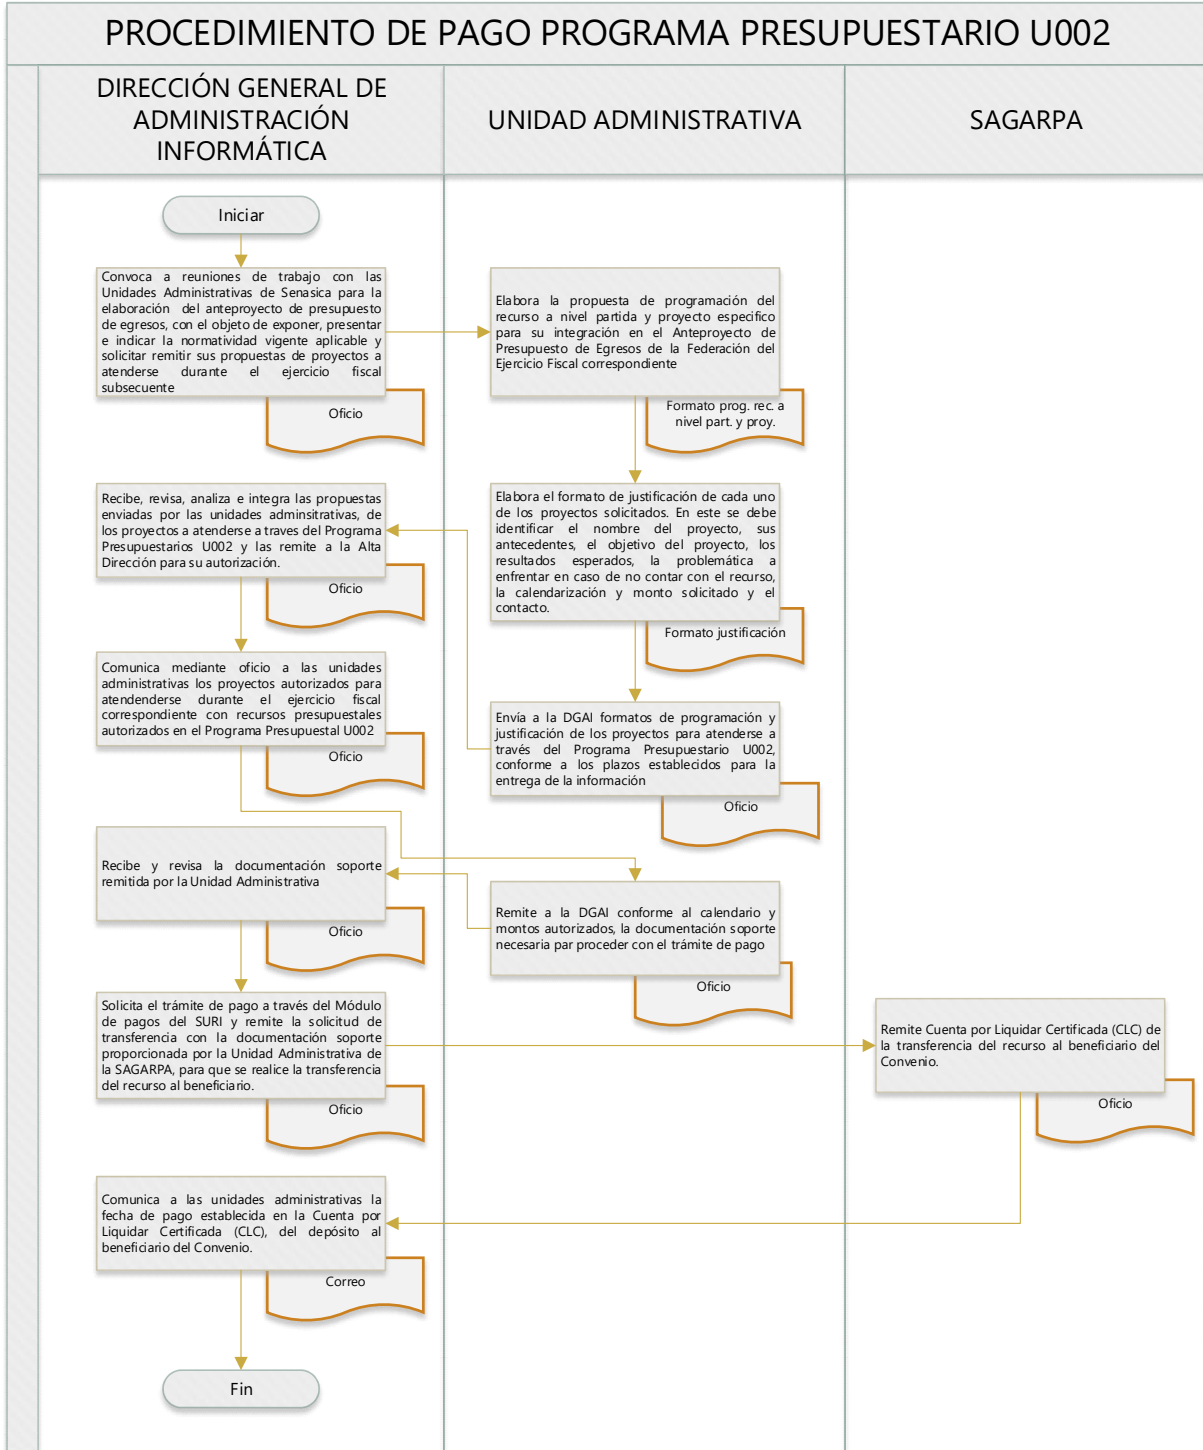 PROCEDIMIENTO DE PAGO PROGRAMA PRESUPUESTARIO U002
DIRECCIÓN GENERAL DE
ADMINISTRACIÓN
INFORMÁTICA
UNIDAD ADMINISTRATIVA
SAGARPA
Iniciar
Convoca a reuniones de trabajo con las
Unidades Administrativas de Senasica para la
elaboración del anteproyecto de presupuesto
de egresos, con el objeto de exponer, presentar
e indicar la normatividad vigente aplicable y
solicitar remitir sus propuestas de proyectos a
atenderse durante el ejercicio fiscal
subsecuente
Oficio
Elabora la propuesta de programación del
recurso a nivel partida y proyecto especifico
para su integración en el Anteproyecto de
Presupuesto de Egresos de la Federación del
Ejercicio Fiscal correspondiente
Formato prog. rec. a
nivel part. y proy.
Elabora el formato de justificación de cada uno
de los proyectos solicitados. En este se debe
identificar el nombre del proyecto, sus
antecedentes, el objetivo del proyecto, los
resultados esperados, la problemática a
enfrentar en caso de no contar con el recurso,
la calendarización y monto solicitado y el
contacto.
Formato justificación
Envía a la DGAI formatos de programación y
justificación de los proyectos para atenderse a
través del Programa Presupuestario U002,
conforme a los plazos establecidos para la
entrega de la información
Oficio
Recibe, revisa, analiza e integra las propuestas
enviadas por las unidades adminsitrativas, de
los proyectos a atenderse a traves del Programa
Presupuestarios U002 y las remite a la Alta
Dirección para su autorización.
Oficio
Comunica mediante oficio a las unidades
administrativas los proyectos autorizados para
atendenderse durante el ejercicio fiscal
correspondiente con recursos presupuestales
autorizados en el Programa Presupuestal U002
Oficio
Remite a la DGAI conforme al calendario y
montos autorizados, la documentación soporte
necesaria par proceder con el trámite de pago
Oficio
Recibe y revisa la documentación soporte
remitida por la Unidad Administrativa
Oficio
Solicita el trámite de pago a través del Módulo
de pagos del SURI y remite la solicitud de
transferencia con la documentación soporte
proporcionada por la Unidad Administrativa de
la SAGARPA, para que se realice la transferencia
del recurso al beneficiario.
Oficio
Remite Cuenta por Liquidar Certificada (CLC) de
la transferencia del recurso al beneficiario del
Convenio.
Oficio
Comunica a las unidades administrativas la
fecha de pago establecida en la Cuenta por
Liquidar Certificada (CLC), del depósito al
beneficiario del Convenio.
Correo
Fin